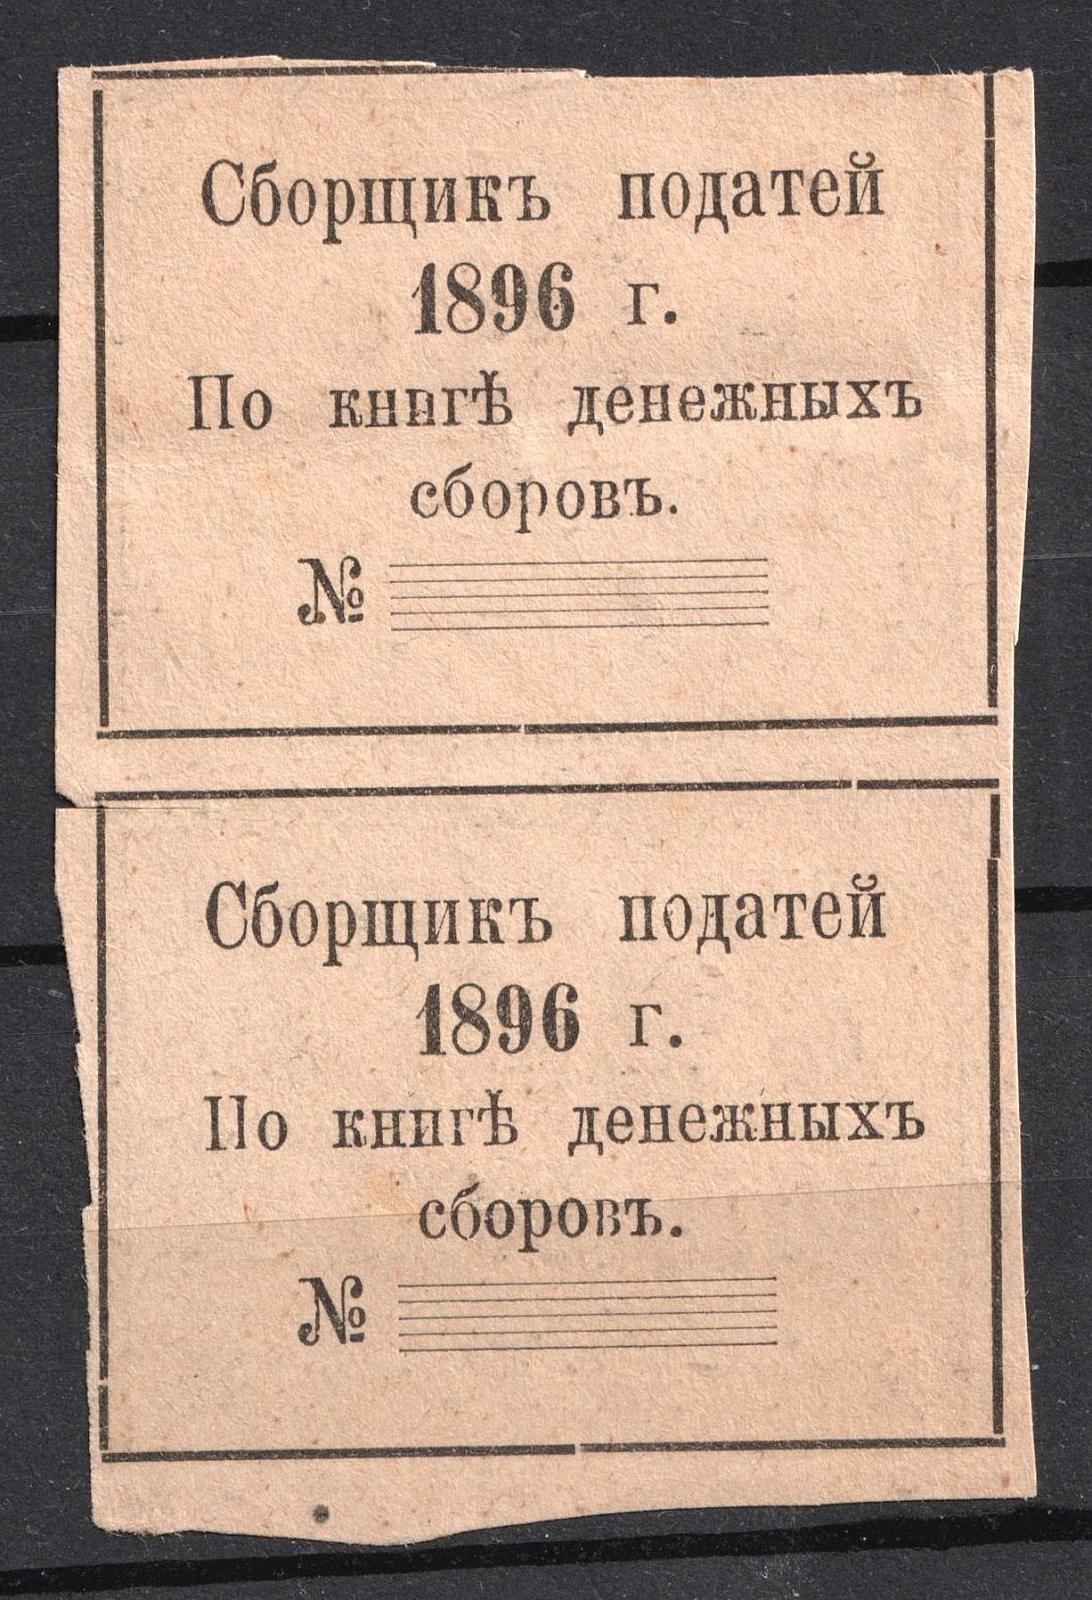 Сборщикъ податей
1896 г.
По книгѣ денежныхъ
сборовъ.
№
Сборщикъ податей
1896 г.
По книгѣ денежныхъ
сборовъ.
№